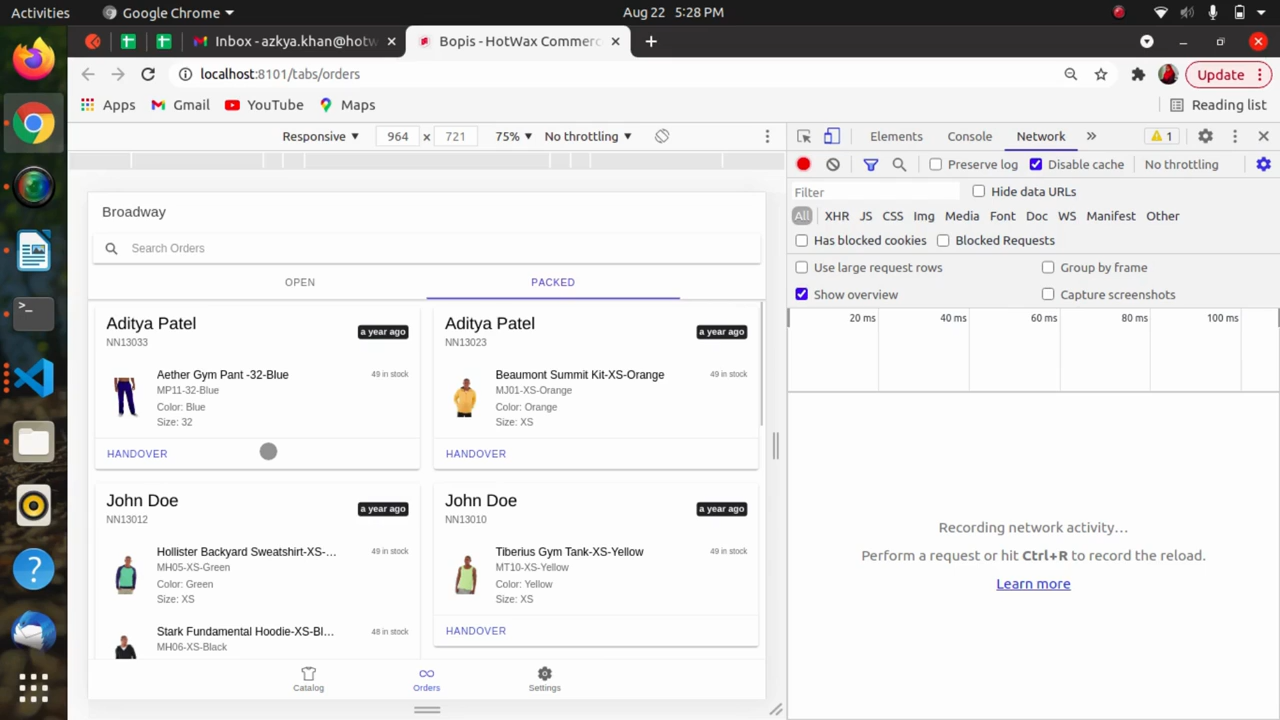 Activities
Google Chrome
Aug 22 5:28 PM
Inbox - azkya.khan@hotw
Bopis - HotWax Commerc
localhost:8101/tabs/orders
Update
Apps
Gmail
YouTube
Maps
Reading list
Responsive
964 × 721
75%
No throttling
Elements
Console
Network
1
Preserve log
Disable cache
No throttling
Filter
Hide data URLs
All
XHR
JS
CSS
Img
Media
Font
Doc
WS
Manifest
Other
Has blocked cookies
Blocked Requests
Use large request rows
Group by frame
Show overview
Capture screenshots
20 ms
40 ms
60 ms
80 ms
100 ms
Recording network activity…
Perform a request or hit Ctrl+R to record the reload.
Learn more
Broadway
Search Orders
OPEN
PACKED
Aditya Patel
NN13033
a year ago
Aether Gym Pant -32-Blue
49 in stock
MP11-32-Blue
Color: Blue
Size: 32
HANDOVER
Aditya Patel
NN13023
a year ago
Beaumont Summit Kit-XS-Orange
49 in stock
MJ01-XS-Orange
Color: Orange
Size: XS
HANDOVER
John Doe
NN13012
a year ago
Hollister Backyard Sweatshirt-XS-...
49 in stock
MH05-XS-Green
Color: Green
Size: XS
Stark Fundamental Hoodie-XS-Bl...
48 in stock
MH06-XS-Black
John Doe
NN13010
a year ago
Tiberius Gym Tank-XS-Yellow
49 in stock
MT10-XS-Yellow
Color: Yellow
Size: XS
HANDOVER
Catalog
Orders
Settings